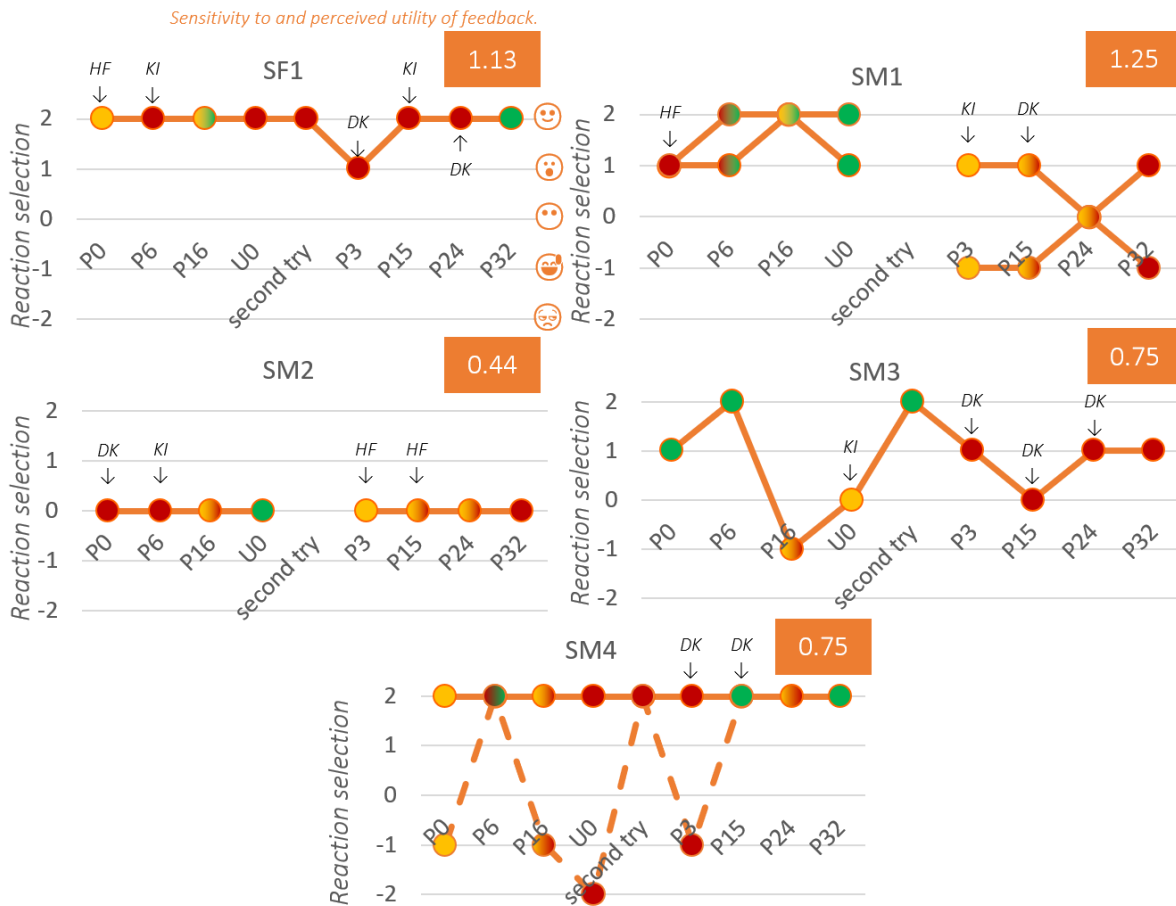 Sensitivity to and perceived utility of feedback.
SF1
1.13
HF
KI
DK
KI
DK
Reaction selection
2
1
0
-1
-2
P0
P6
P16
U0
second try
P3
P15
P24
P32
SM1
1.25
HF
KI
DK
Reaction selection
2
1
0
-1
-2
P0
P6
P16
U0
second try
P3
P15
P24
P32
SM2
0.44
DK
KI
HF
HF
Reaction selection
2
1
0
-1
-2
P0
P6
P16
U0
second try
P3
P15
P24
P32
SM3
0.75
KI
DK
DK
DK
Reaction selection
2
1
0
-1
-2
P0
P6
P16
U0
second try
P3
P15
P24
P32
SM4
0.75
DK
DK
Reaction selection
2
1
0
-1
-2
P0
P6
P16
U0
second try
P3
P15
P24
P32